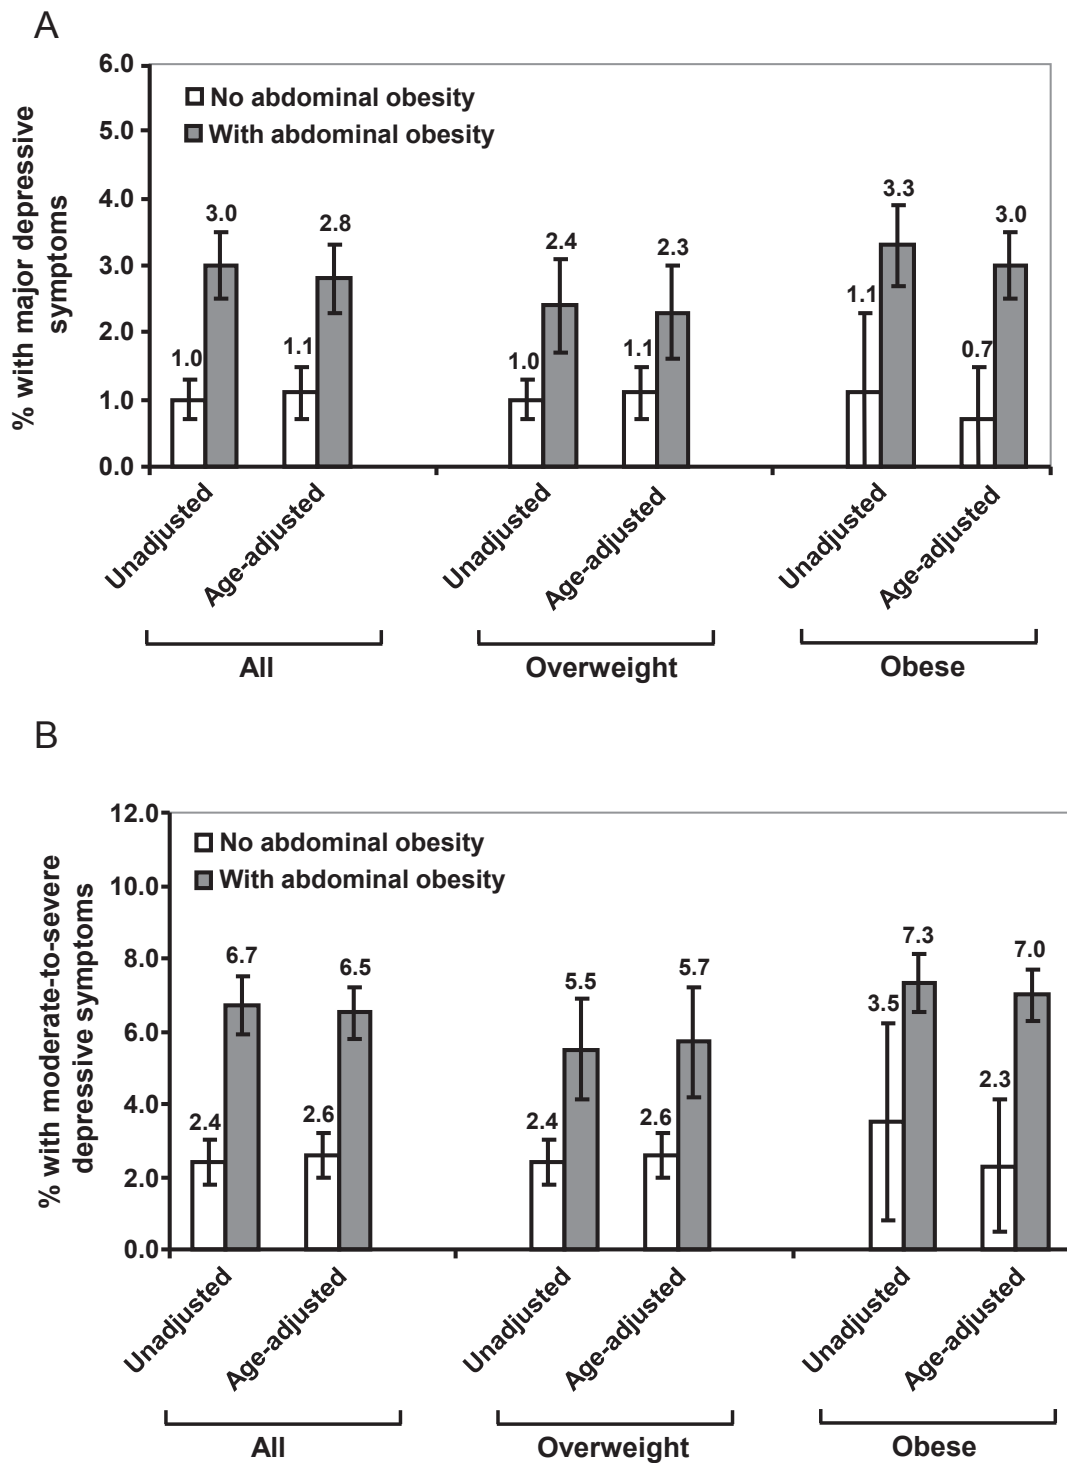 A
6.0
5.0
4.0
3.0
2.0
1.0
0.0
% with major depressive
symptoms
No abdominal obesity
With abdominal obesity
1.0
3.0
1.1
2.8
1.0
2.4
1.1
2.3
1.1
3.3
0.7
3.0
Unadjusted
Age-adjusted
Unadjusted
Age-adjusted
Unadjusted
Age-adjusted
All
Overweight
Obese
B
12.0
10.0
8.0
6.0
4.0
2.0
0.0
% with moderate-to-severe
depressive symptoms
No abdominal obesity
With abdominal obesity
2.4
6.7
2.6
6.5
2.4
5.5
2.6
5.7
3.5
7.3
2.3
7.0
Unadjusted
Age-adjusted
Unadjusted
Age-adjusted
Unadjusted
Age-adjusted
All
Overweight
Obese